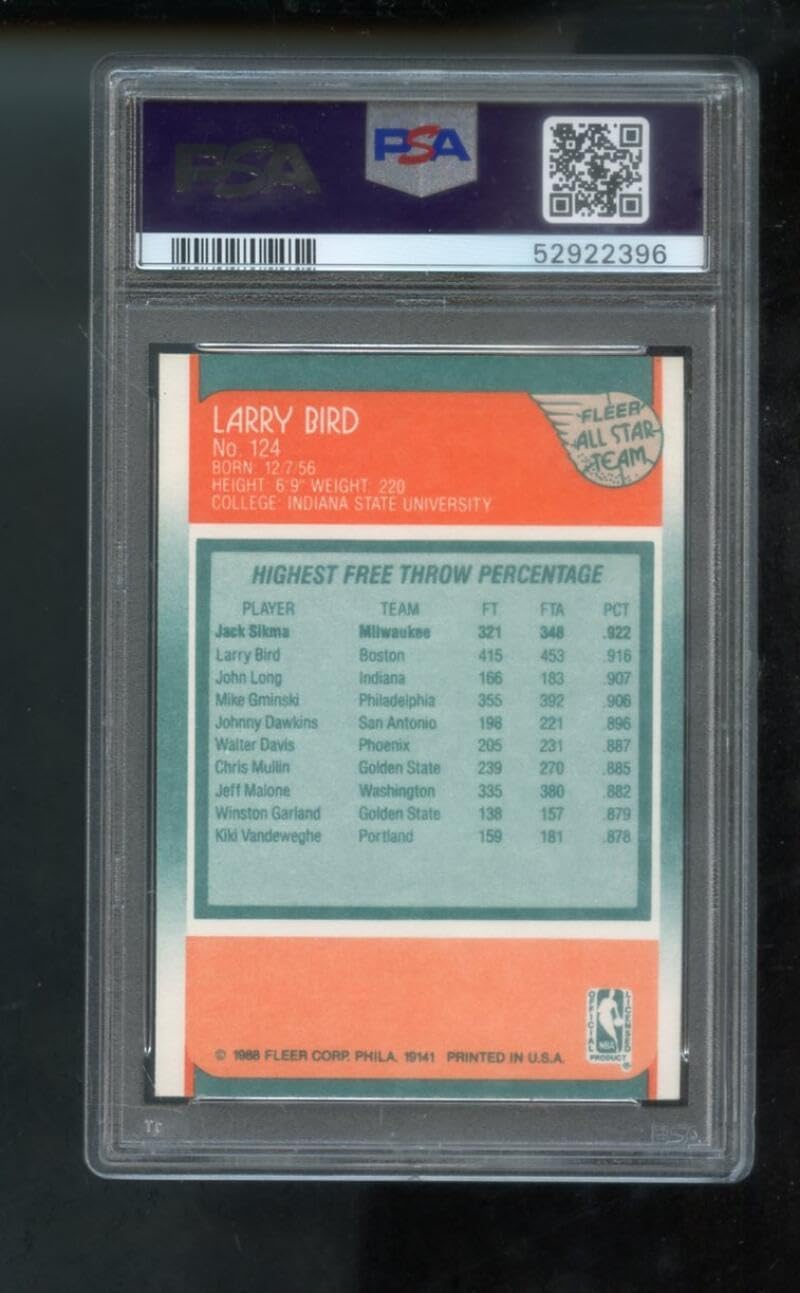 PSA PSA
52922396
LARRY BIRD
No. 124
BORN: 12/7/56
HEIGHT: 6'9" WEIGHT: 220
COLLEGE: INDIANA STATE UNIVERSITY
FLEER
ALL STAR
TEAM
HIGHEST FREE THROW PERCENTAGE
PLAYER TEAM FT FTA PCT
Jack Sikma Milwaukee 321 348 .922
Larry Bird Boston 415 453 .916
John Long Indiana 166 183 .907
Mike Gminski Philadelphia 355 392 .906
Johnny Dawkins San Antonio 198 221 .896
Walter Davis Phoenix 205 231 .887
Chris Mullin Golden State 239 270 .885
Jeff Malone Washington 335 380 .882
Winston Garland Golden State 138 157 .879
Kiki Vandeweghe Portland 159 181 .878
OFFICIAL LICENSED
NBA
PRODUCT ®
© 1988 FLEER CORP. PHILA. 19141 PRINTED IN U.S.A.
PSA